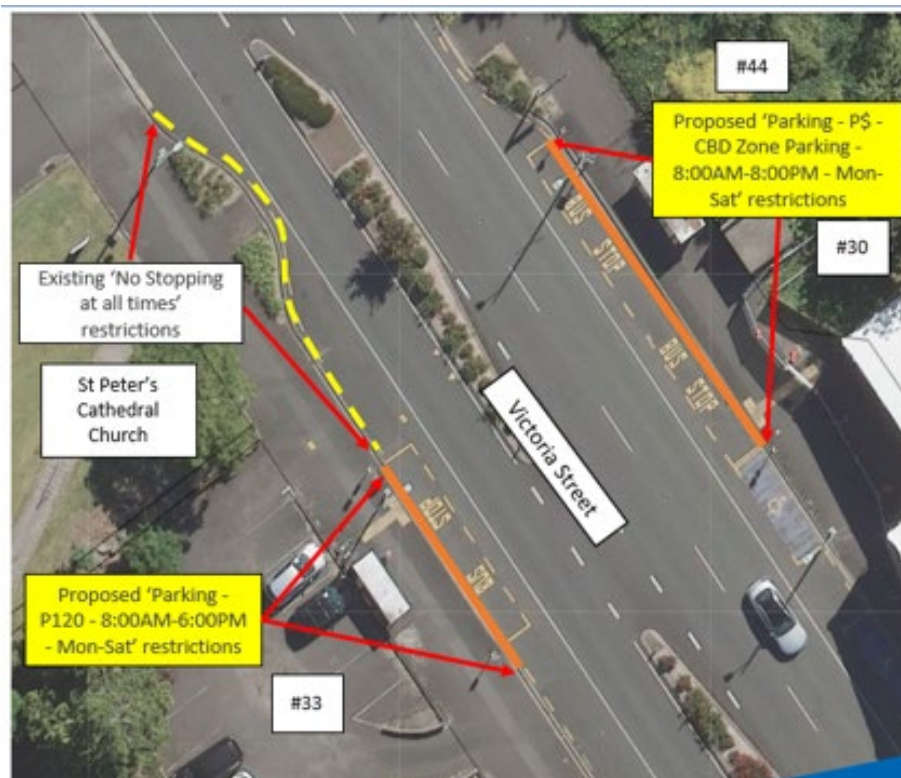 #44
Proposed 'Parking - P$ -
CBD Zone Parking -
8:00AM-8:00PM - Mon-
Sat' restrictions
#30
Existing 'No Stopping
at all times'
restrictions
St Peter's
Cathedral
Church
Victoria Street
BUS
STOP
BUS
STOP
BUS
STOP
Proposed 'Parking -
P120 - 8:00AM-6:00PM
- Mon-Sat' restrictions
#33